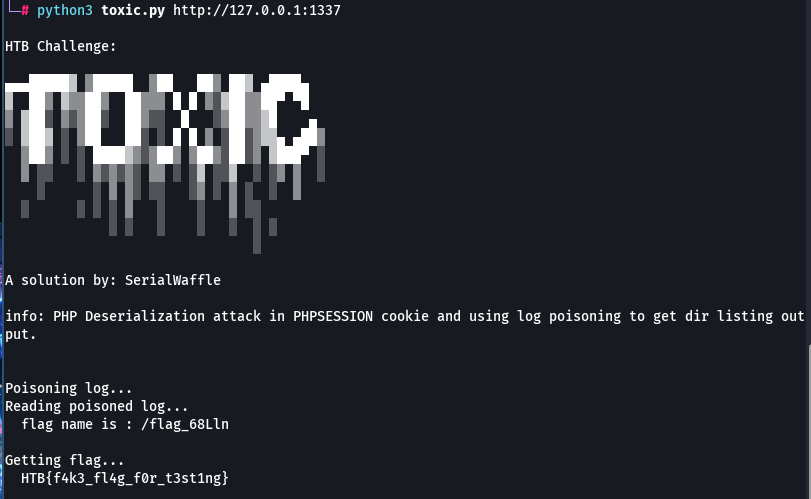 └─# python3 toxic.py http://127.0.0.1:1337
HTB Challenge:
TOXIC
A solution by: SerialWaffle
info: PHP Deserialization attack in PHPSESSION cookie and using log poisoning to get dir listing out
put.
Poisoning log...
Reading poisoned log...
flag name is : /flag_68Lln
Getting flag...
HTB{f4k3_fl4g_f0r_t3st1ng}